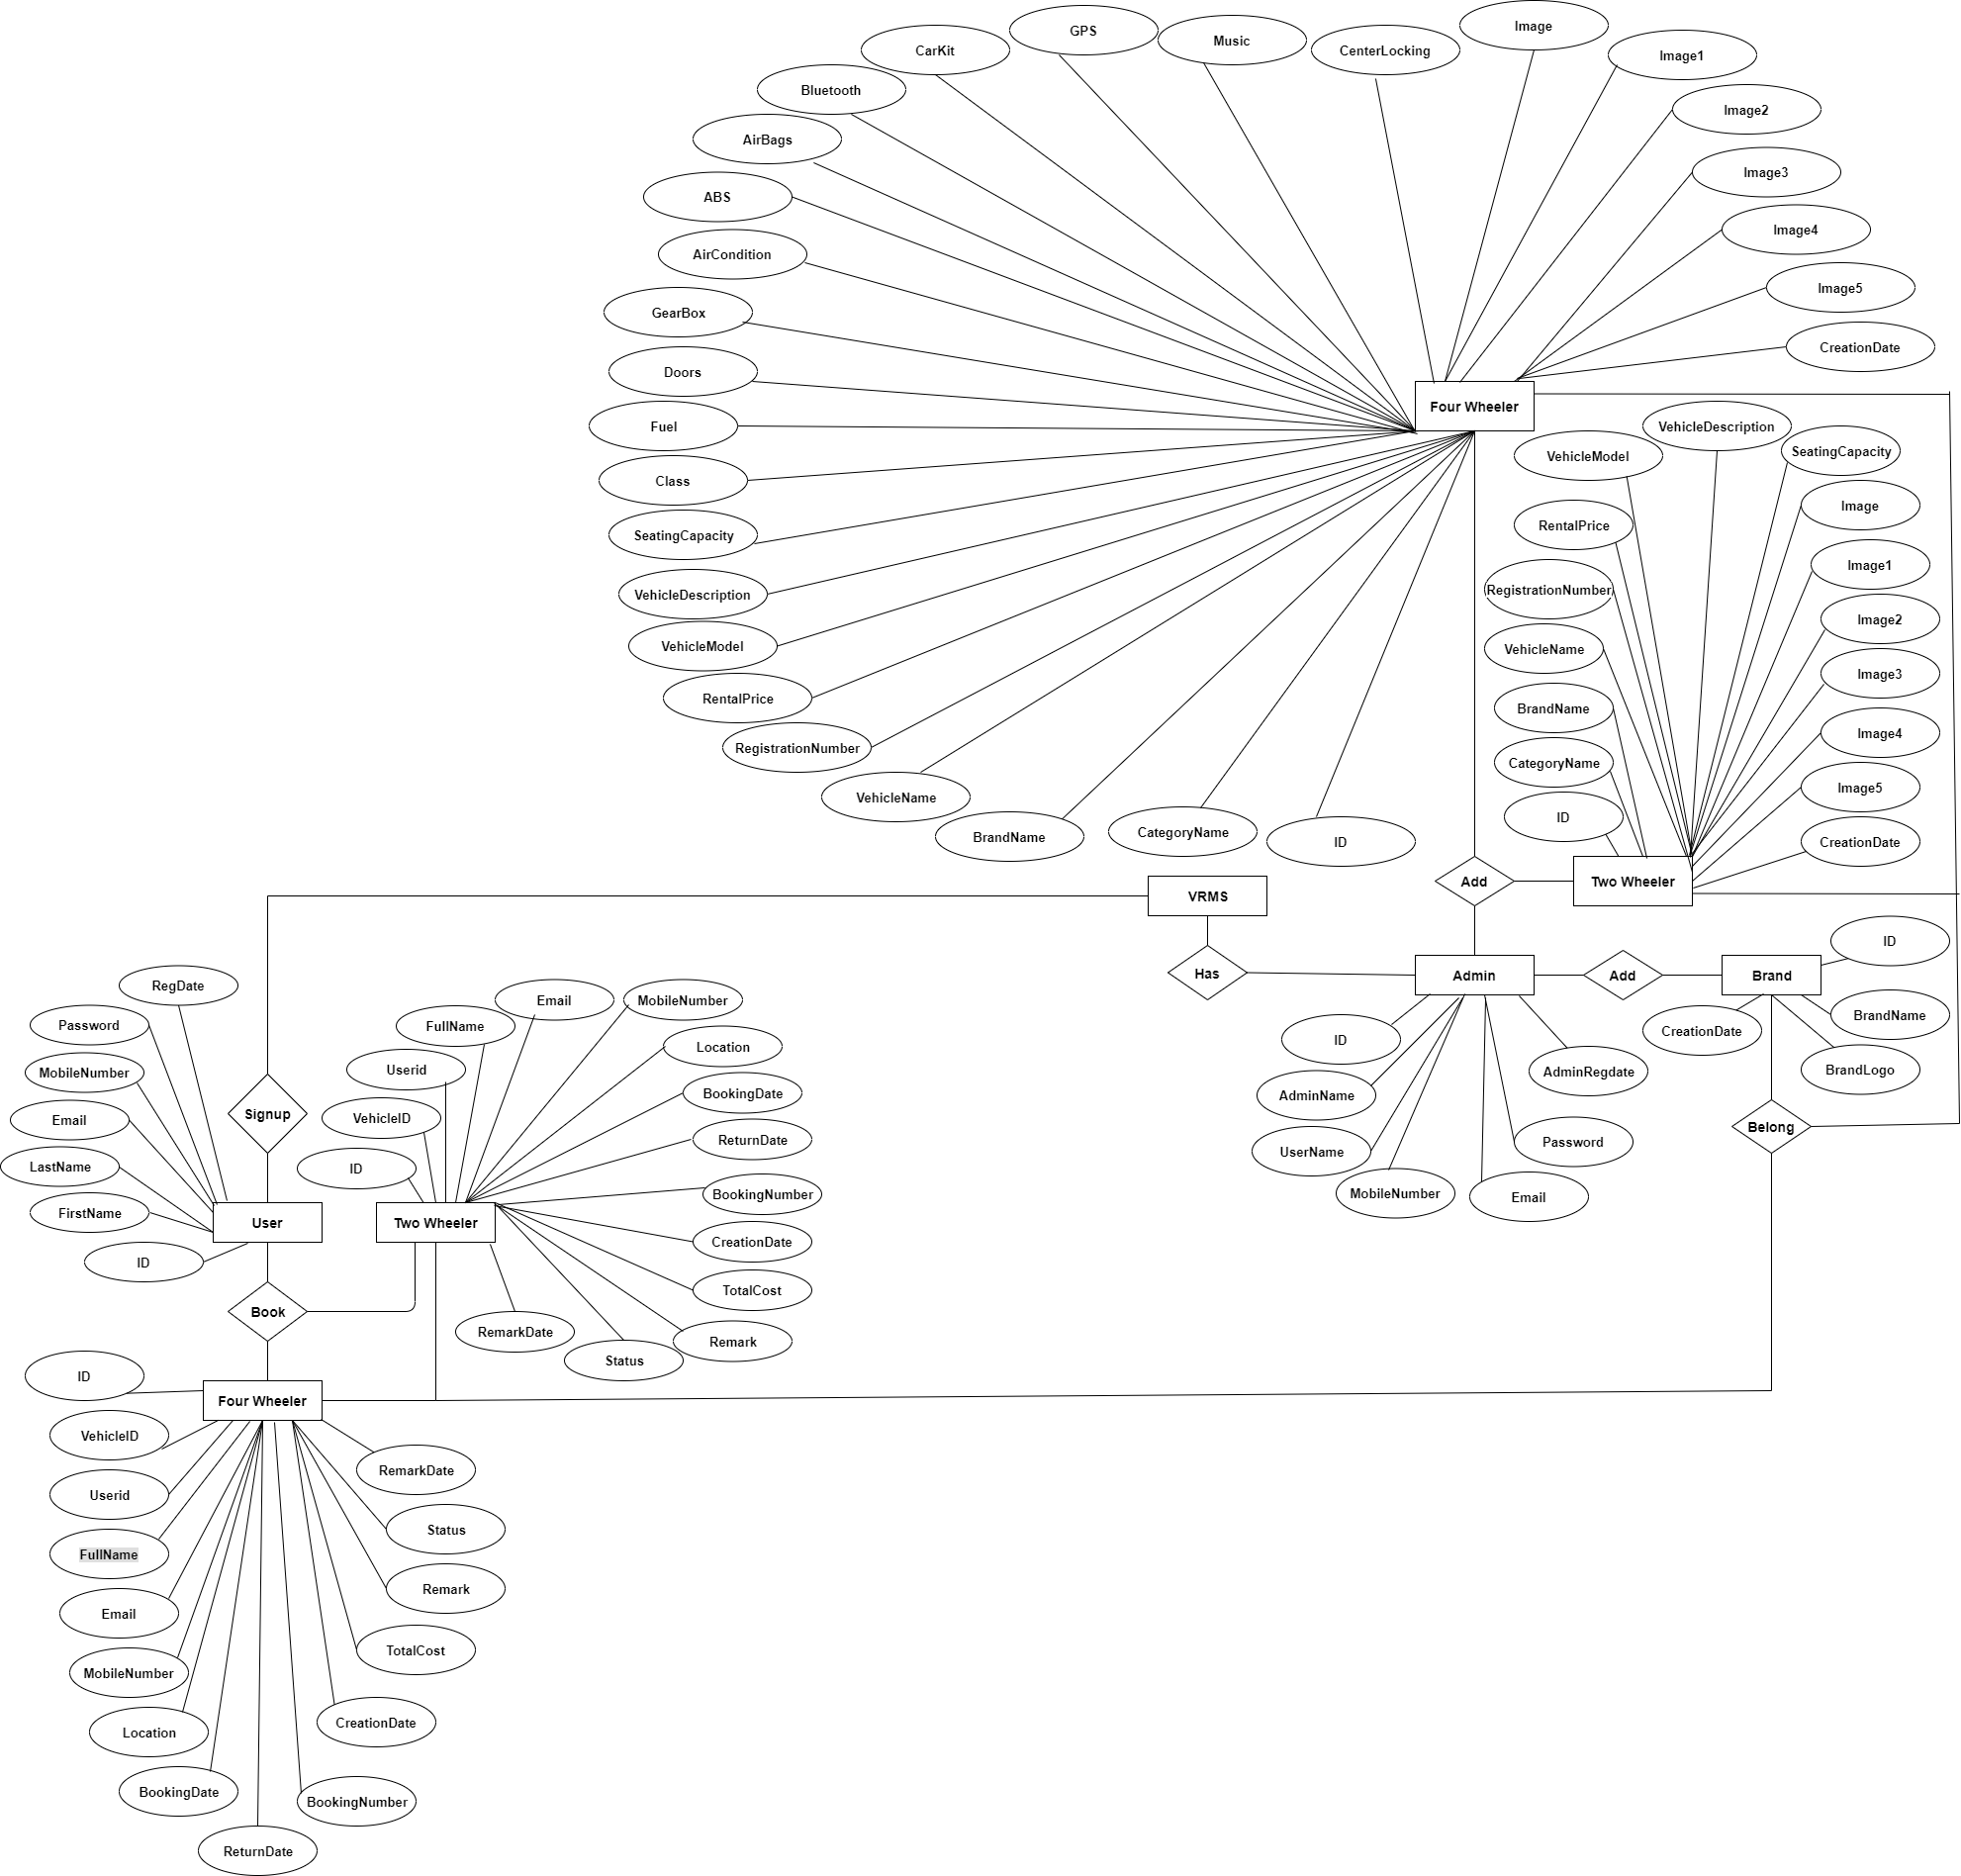 Image
GPS
Music
CarKit
CenterLocking
Image1
Bluetooth
Image2
AirBags
Image3
ABS
Image4
AirCondition
Image5
GearBox
CreationDate
Doors
Four Wheeler
Fuel
Class
SeatingCapacity
VehicleDescription
VehicleModel
RentalPrice
RegistrationNumber
VehicleName
BrandName
CategoryName
ID
VehicleDescription
VehicleModel
SeatingCapacity
Image
RentalPrice
Image1
RegistrationNumber
Image2
VehicleName
Image3
BrandName
Image4
CategoryName
Image5
ID
CreationDate
Add
Two Wheeler
VRMS
Has
Admin
Add
Brand
ID
BrandName
CreationDate
BrandLogo
ID
AdminName
UserName
MobileNumber
Email
Password
AdminRegdate
Belong
RegDate
Password
MobileNumber
Email
LastName
FirstName
ID
Signup
User
Email
MobileNumber
FullName
Location
Userid
BookingDate
VehicleID
ReturnDate
ID
BookingNumber
Two Wheeler
CreationDate
TotalCost
RemarkDate
Remark
Status
Book
ID
Four Wheeler
VehicleID
RemarkDate
Userid
Status
FullName
Remark
Email
TotalCost
MobileNumber
CreationDate
Location
BookingDate
BookingNumber
ReturnDate